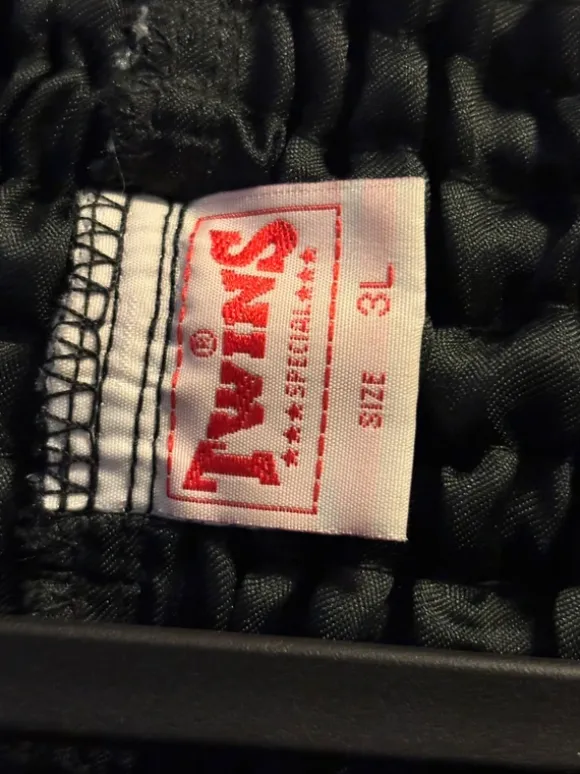 TWINS ®
★★★SPECIAL★★★
SIZE 3L